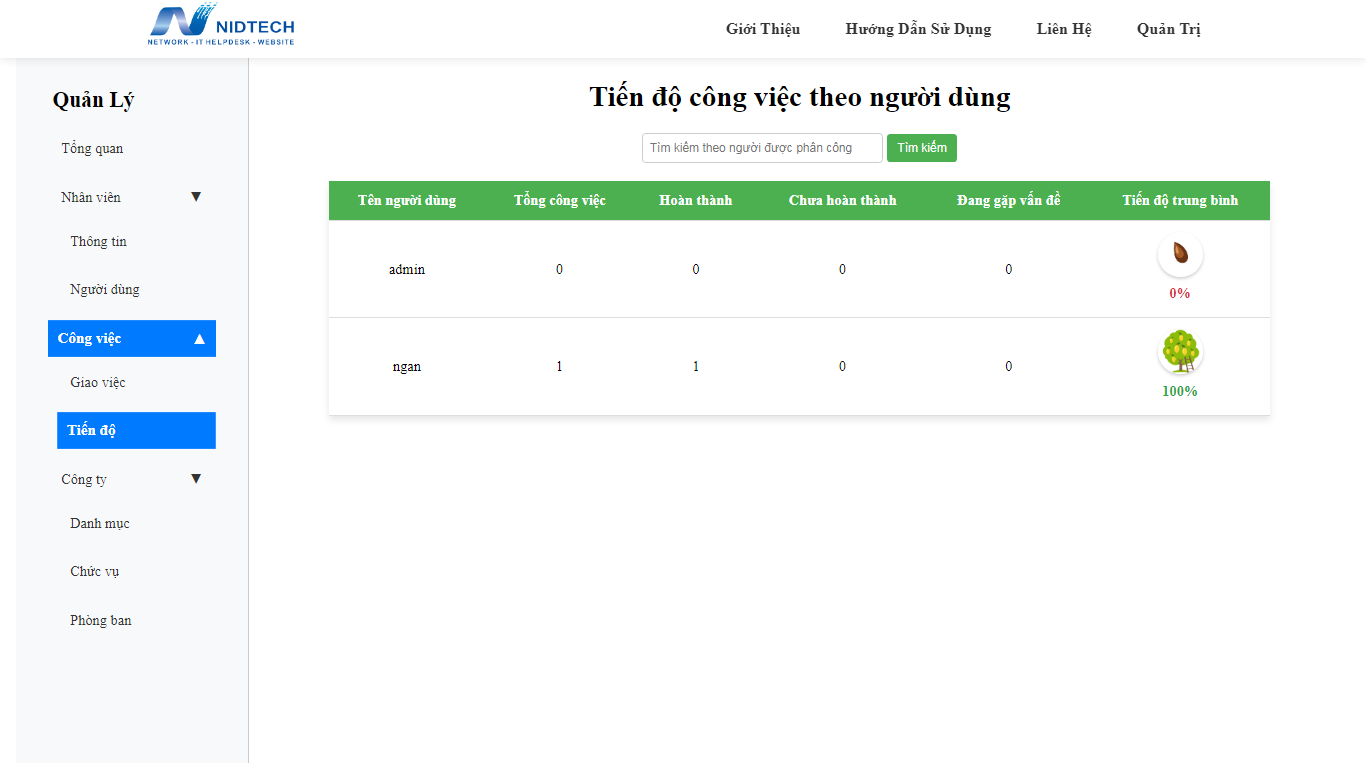 NIDTECH
NETWORK - IT HELPDESK - WEBSITE
Giới Thiệu Hướng Dẫn Sử Dụng Liên Hệ Quản Trị
Quản Lý
Tổng quan
Nhân viên ▼
Thông tin
Người dùng
Công việc ▲
Giao việc
Tiến độ
Công ty ▼
Danh mục
Chức vụ
Phòng ban
Tiến độ công việc theo người dùng
Tìm kiếm theo người được phân công Tìm kiếm
Tên người dùng Tổng công việc Hoàn thành Chưa hoàn thành Đang gặp vấn đề Tiến độ trung bình
admin 0 0 0 0 0%
ngan 1 1 0 0 100%